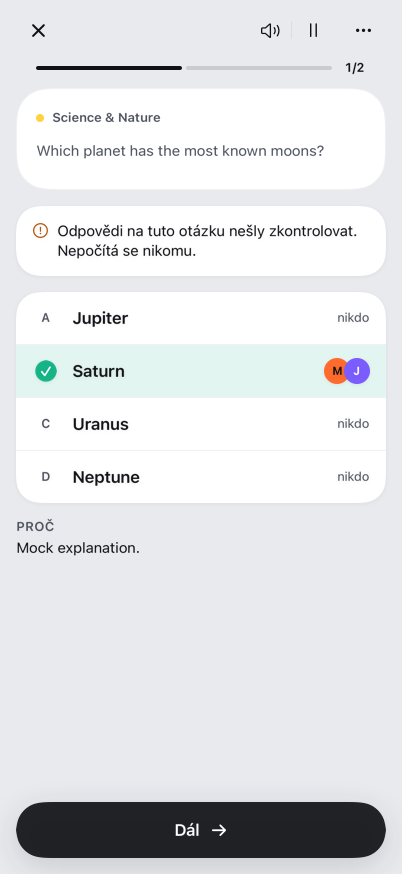 1/2
Science & Nature
Which planet has the most known moons?
Odpovědi na tuto otázku nešly zkontrolovat.
Nepočítá se nikomu.
A Jupiter nikdo
Saturn M J
C Uranus nikdo
D Neptune nikdo
PROČ
Mock explanation.
Dál